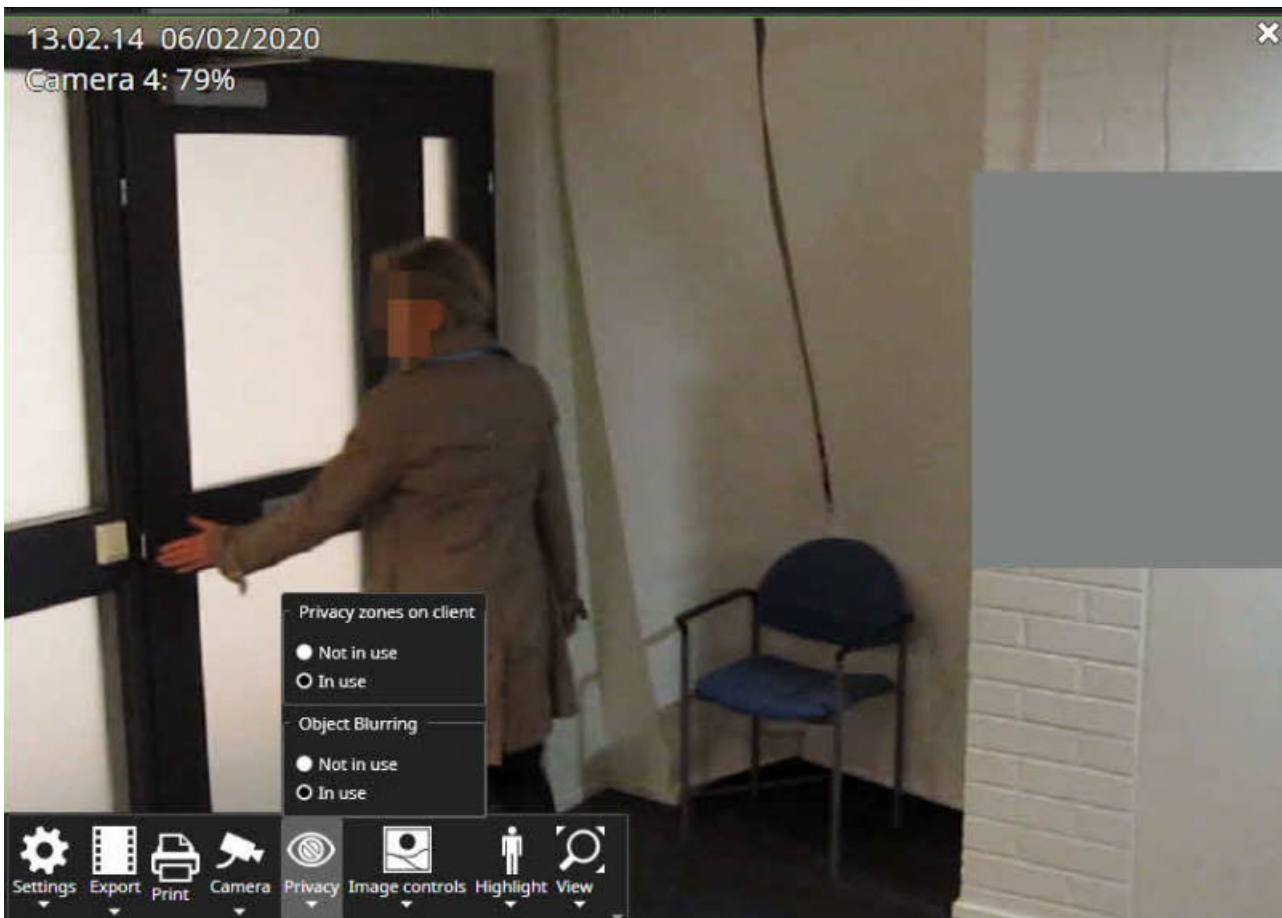 13.02.14 06/02/2020
Camera 4: 79%
Privacy zones on client
Not in use
In use
Object Blurring
Not in use
In use
Settings Export Print Camera Privacy Image controls Highlight View